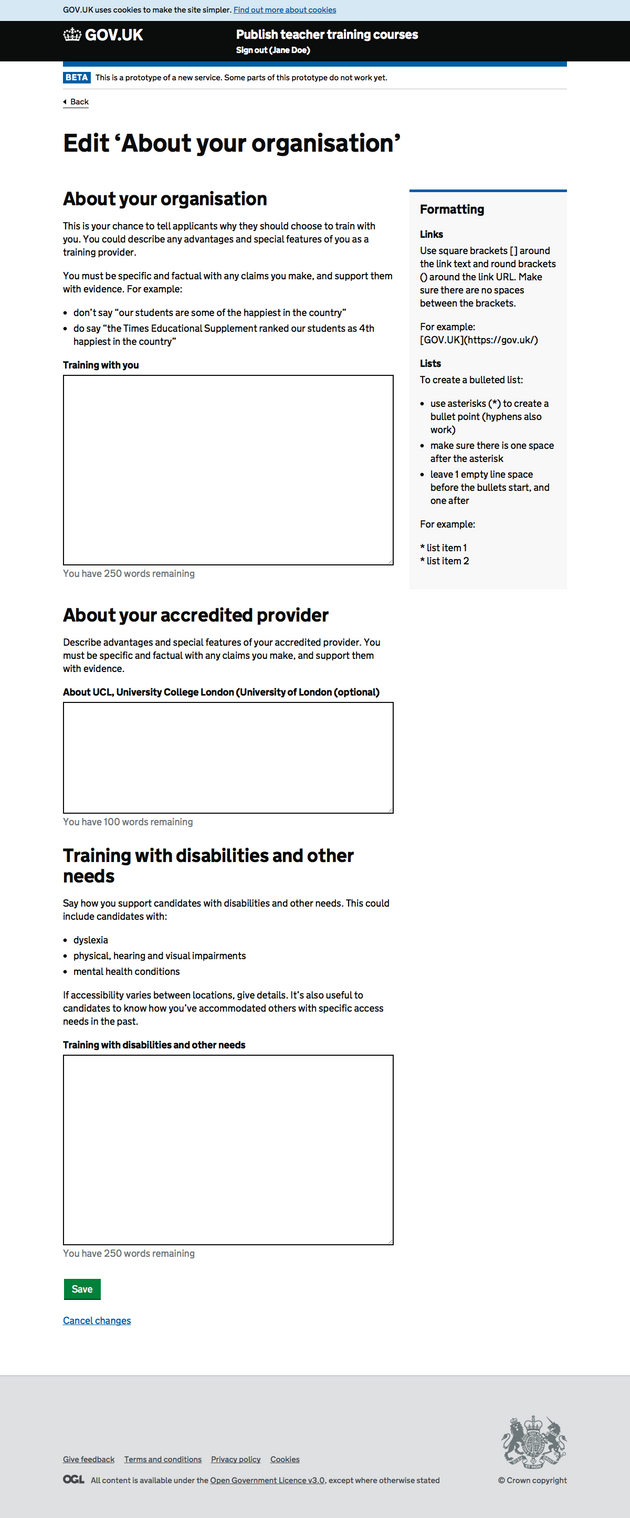 GOV.UK uses cookies to make the site simpler. Find out more about cookies
GOV.UK
Publish teacher training courses
Sign out (Jane Doe)
BETA This is a prototype of a new service. Some parts of this prototype do not work yet.
Back
Edit ‘About your organisation’
About your organisation
This is your chance to tell applicants why they should choose to train with
you. You could describe any advantages and special features of you as a
training provider.
You must be specific and factual with any claims you make, and support them
with evidence. For example:
• don’t say “our students are some of the happiest in the country”
• do say “the Times Educational Supplement ranked our students as 4th
happiest in the country”
Training with you
You have 250 words remaining
Formatting
Links
Use square brackets [] around
the link text and round brackets
() around the link URL. Make
sure there are no spaces
between the brackets.
For example:
[GOV.UK](https://gov.uk/)
Lists
To create a bulleted list:
• use asterisks (*) to create a
bullet point (hyphens also
work)
• make sure there is one space
after the asterisk
• leave 1 empty line space
before the bullets start, and
one after
For example:
* list item 1
* list item 2
About your accredited provider
Describe advantages and special features of your accredited provider. You
must be specific and factual with any claims you make, and support them
with evidence.
About UCL, University College London (University of London (optional)
You have 100 words remaining
Training with disabilities and other
needs
Say how you support candidates with disabilities and other needs. This could
include candidates with:
• dyslexia
• physical, hearing and visual impairments
• mental health conditions
If accessibility varies between locations, give details. It’s also useful to
candidates to know how you’ve accommodated others with specific access
needs in the past.
Training with disabilities and other needs
You have 250 words remaining
Save
Cancel changes
Give feedback Terms and conditions Privacy policy Cookies
OGL All content is available under the Open Government Licence v3.0, except where otherwise stated
© Crown copyright